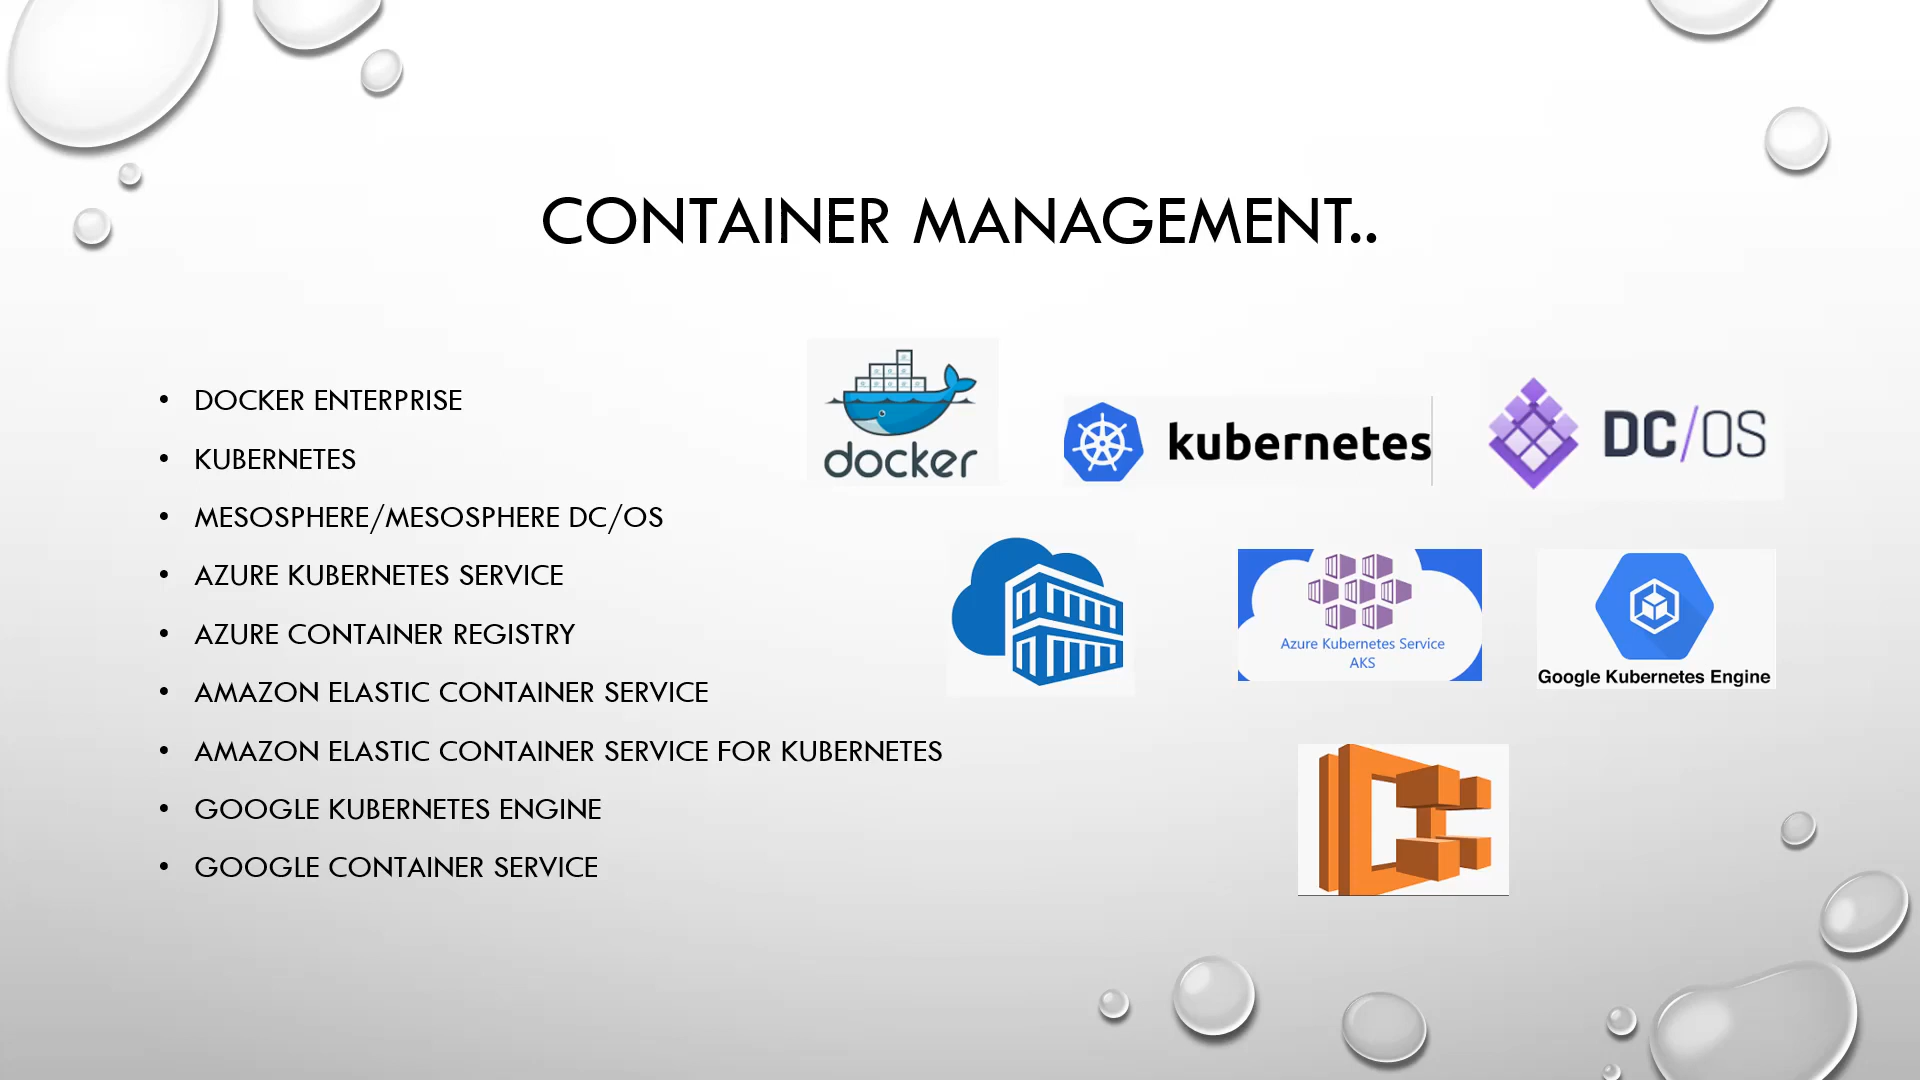 CONTAINER MANAGEMENT..
• DOCKER ENTERPRISE
• KUBERNETES
• MESOSPHERE/MESOSPHERE DC/OS
• AZURE KUBERNETES SERVICE
• AZURE CONTAINER REGISTRY
• AMAZON ELASTIC CONTAINER SERVICE
• AMAZON ELASTIC CONTAINER SERVICE FOR KUBERNETES
• GOOGLE KUBERNETES ENGINE
• GOOGLE CONTAINER SERVICE
docker
kubernetes
DC/OS
Azure Kubernetes Service
AKS
Google Kubernetes Engine